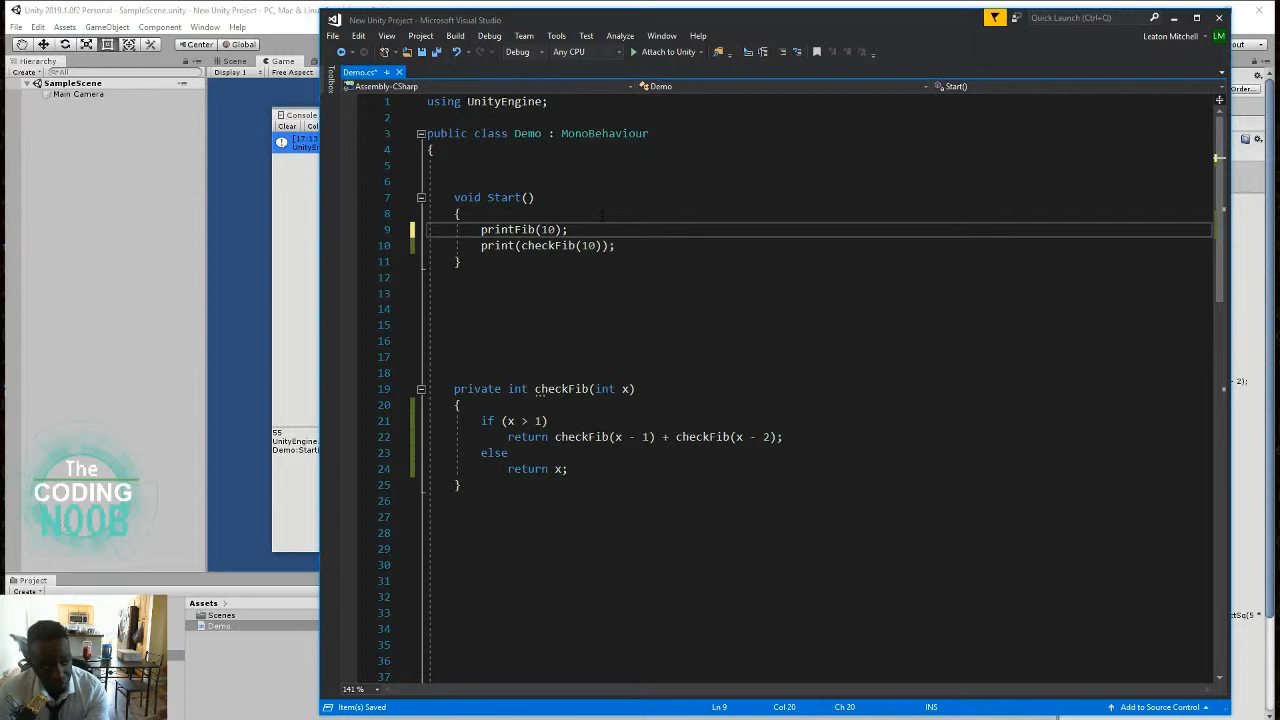 SampleScene.unity - New Unity Project - PC, Mac & Linux
Unity 2019.1.0f2 Personal
File Edit Assets GameObject Component Window
Center Global
Hierarchy
Create All
SampleScene
Main Camera
Scene Game
Display 1 Free Aspect
Console
Clear
[17:13
55
UnityEngine
Demo:Start(
The
CODING
NOOB
Project
Create
Assets
Scenes
Demo
New Unity Project - Microsoft Visual Studio
Quick Launch (Ctrl+Q)
File Edit View Project Build Debug Team Tools Test Analyze Window Help
Leaton Mitchell LM
Debug Any CPU Attach to Unity
Toolbox
Demo.cs*
Assembly-CSharp Demo Start()
1 using UnityEngine;
2
3 public class Demo : MonoBehaviour
4 {
5
6
7 void Start()
8 {
9 printFib(10);
10 print(checkFib(10));
11 }
12
13
14
15
16
17
18
19 private int checkFib(int x)
20 {
21 if (x > 1)
22 return checkFib(x - 1) + checkFib(x - 2);
23 else
24 return x;
25 }
26
27
28
29
30
31
32
33
34
35
36
37
141 %
Item(s) Saved Ln 9 Col 20 Ch 20 INS Add to Source Control